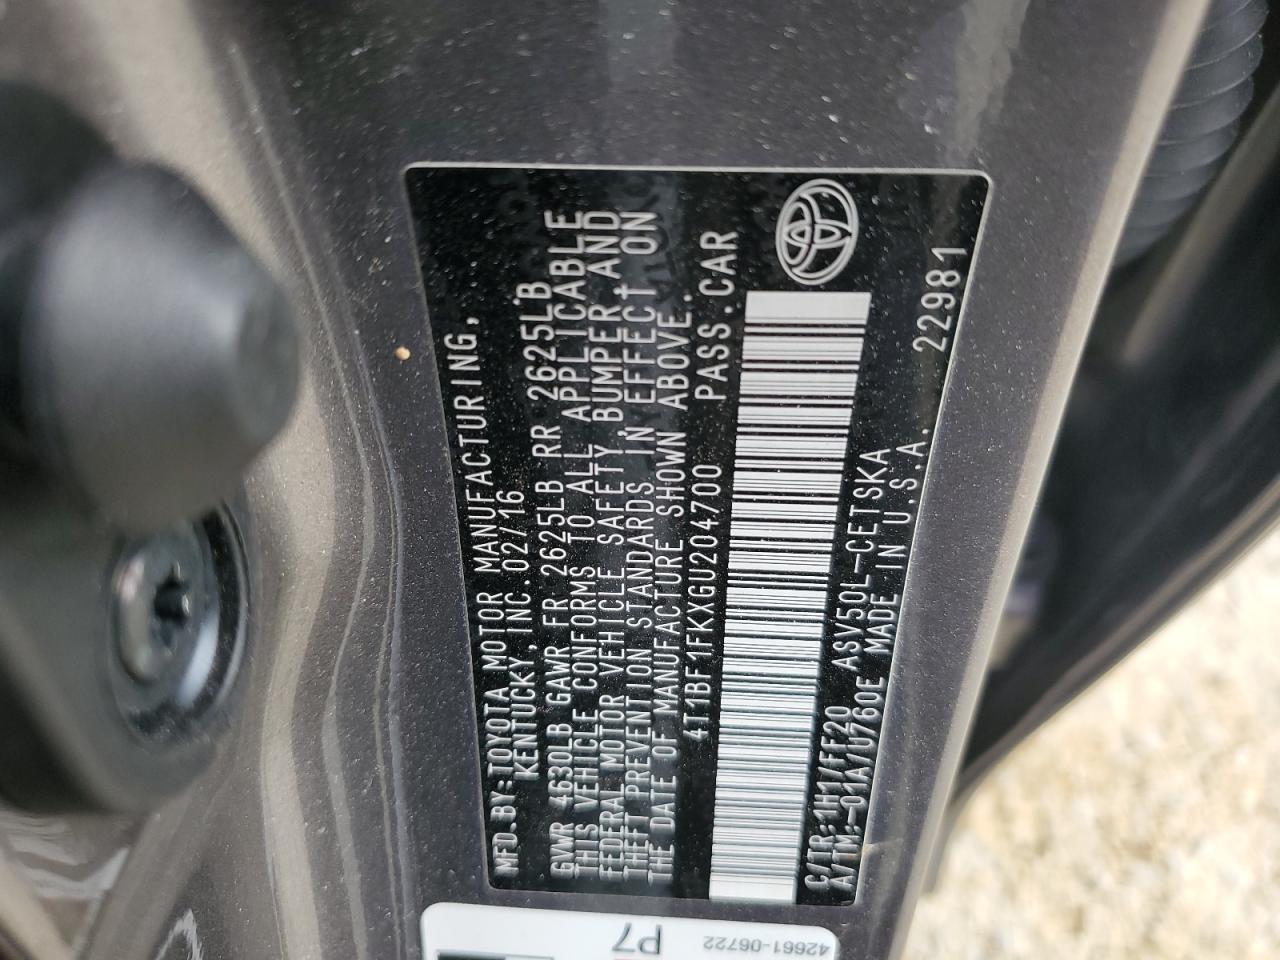 MFD.BY:TOYOTA MOTOR MANUFACTURING,
KENTUCKY,INC.02/16
GVWR 4630LB GAWR FR 2625LB RR 2625LB
THIS VEHICLE CONFORMS TO ALL APPLICABLE
FEDERAL MOTOR VEHICLE SAFETY,BUMPER,AND
THEFT PREVENTION STANDARDS IN EFFECT ON
THE DATE OF MANUFACTURE SHOWN ABOVE.
4T1BF1FKXGU204700 PASS.CAR
C/TR:1H1/FF20
A/TM:-01A/U760E ASV50L-CETSKA
MADE IN U.S.A. 22981
42661-06722
P7